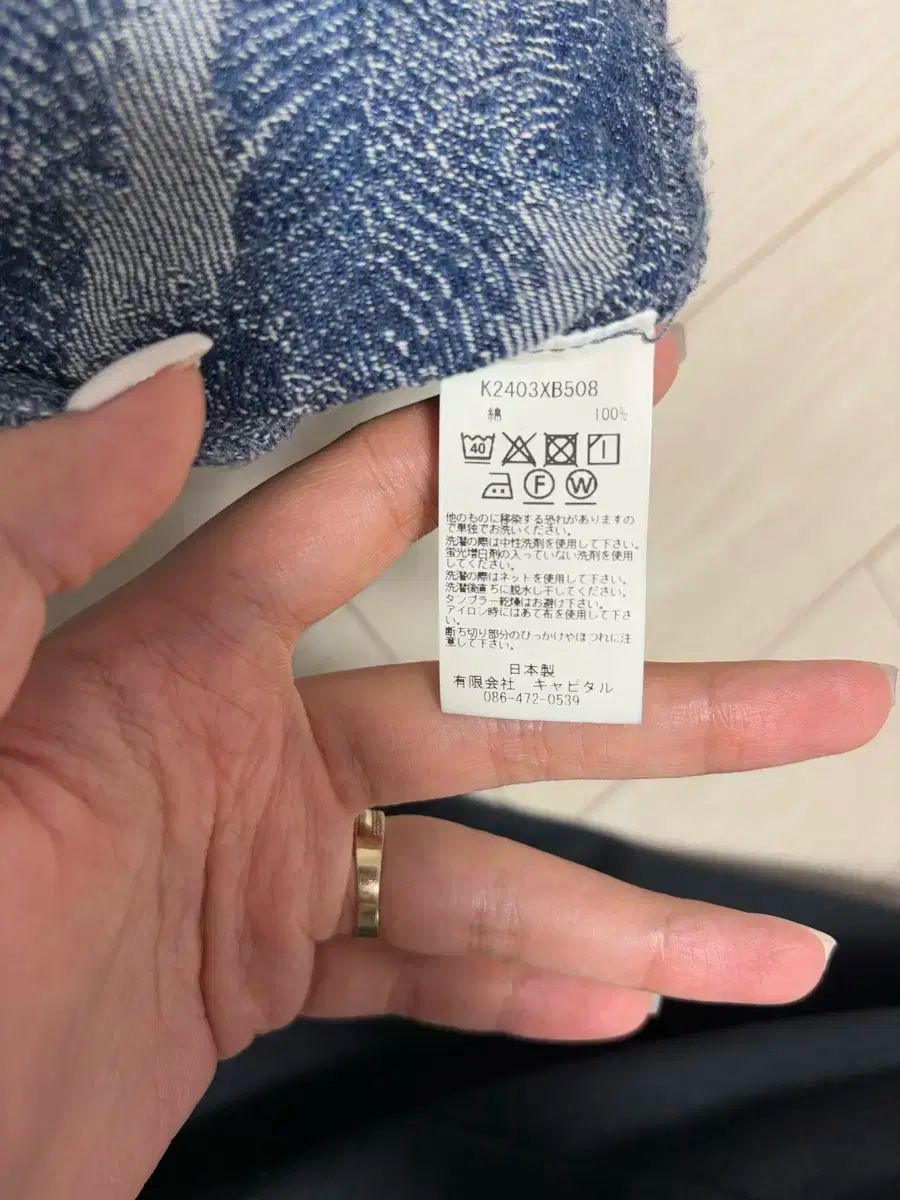 K2403XB508
綿 100%
40
F W
他のものに移染する恐れがありますの
で単独でお洗いください。
洗濯の際は中性洗剤を使用して下さい。
蛍光増白剤の入っていない洗剤を使用
してください。
洗濯の際はネットを使用して下さい。
洗濯後直ちに脱水し干してください。
タンブラー乾燥はお避け下さい。
アイロン時にはあて布を使用して下さ
い。
断ち切り部分のひっかけやほつれに注
意して下さい。
日本製
有限会社 キャピタル
086-472-0539